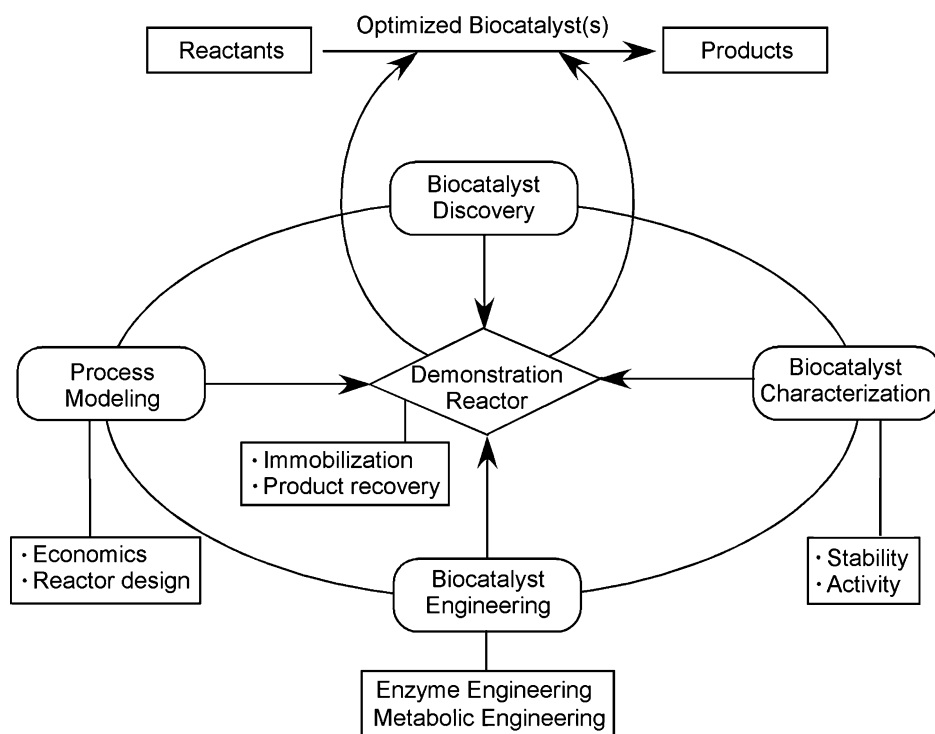 Optimized Biocatalyst(s)
Reactants
Products
Biocatalyst
Discovery
Process
Modeling
Demonstration
Reactor
Biocatalyst
Characterization
· Immobilization
· Product recovery
· Economics
· Reactor design
Biocatalyst
Engineering
· Stability
· Activity
Enzyme Engineering
Metabolic Engineering